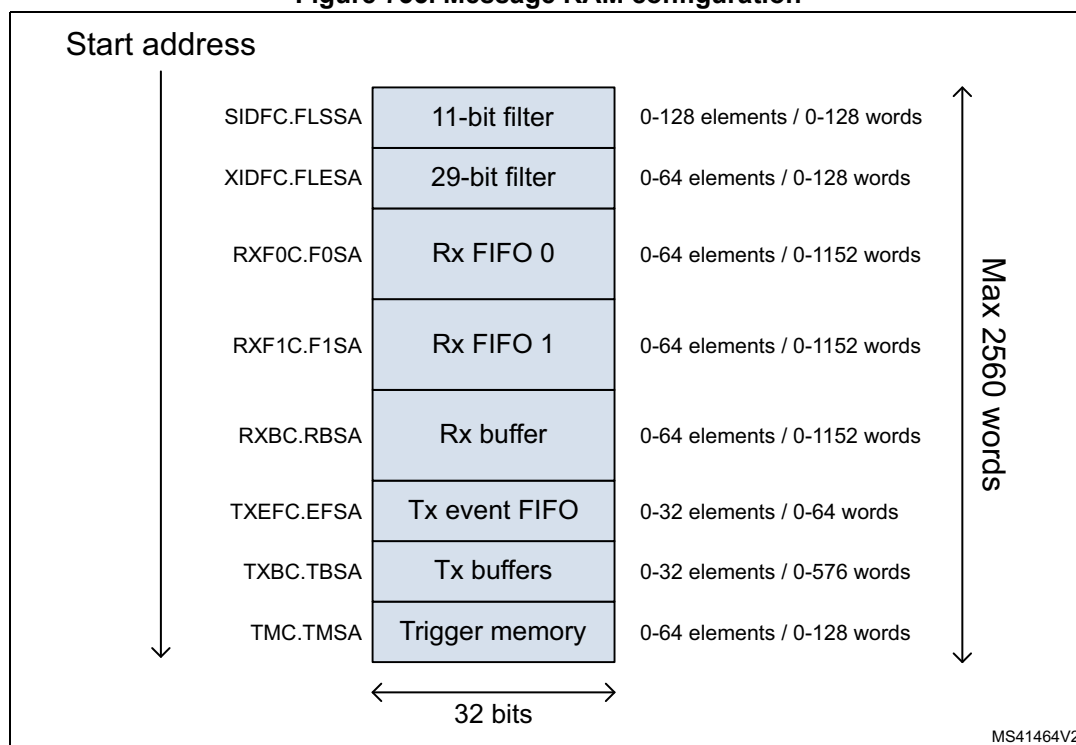 Start address
SIDFC.FLSSA 11-bit filter 0-128 elements / 0-128 words
XIDFC.FLESA 29-bit filter 0-64 elements / 0-128 words
RXF0C.F0SA Rx FIFO 0 0-64 elements / 0-1152 words
RXF1C.F1SA Rx FIFO 1 0-64 elements / 0-1152 words
RXBC.RBSA Rx buffer 0-64 elements / 0-1152 words
TXEFC.EFSA Tx event FIFO 0-32 elements / 0-64 words
TXBC.TBSA Tx buffers 0-32 elements / 0-576 words
TMC.TMSA Trigger memory 0-64 elements / 0-128 words
Max 2560 words
32 bits
MS41464V2